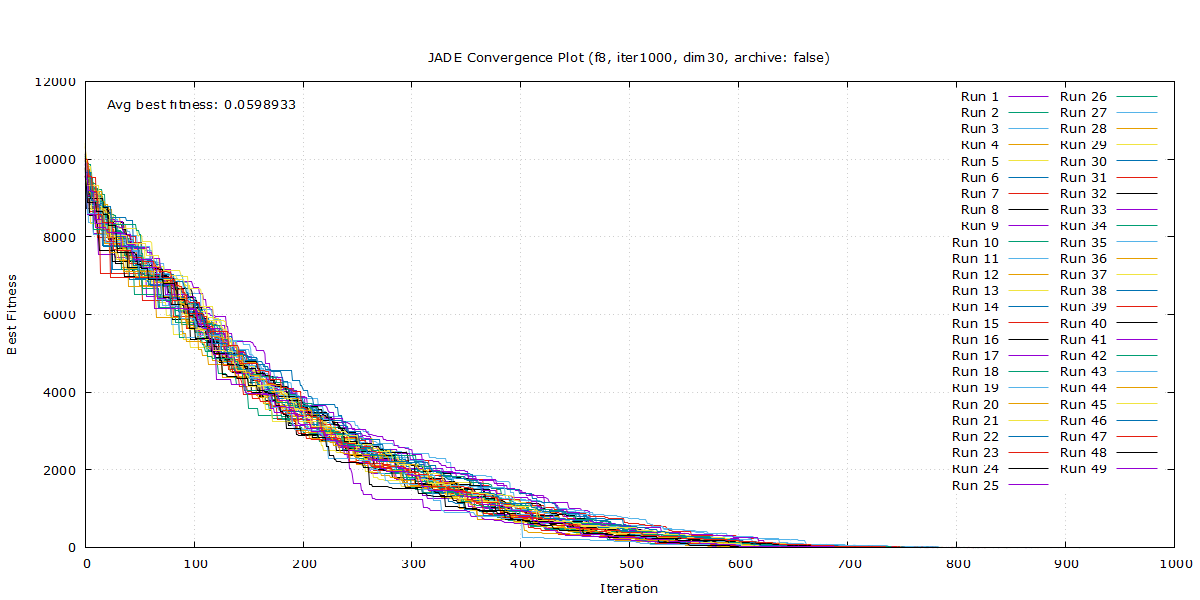 JADE Convergence Plot (f8, iter1000, dim30, archive: false)
12000
Avg best fitness: 0.0598933
10000
8000
6000
4000
2000
0
Best Fitness
Run 1 Run 26
Run 2 Run 27
Run 3 Run 28
Run 4 Run 29
Run 5 Run 30
Run 6 Run 31
Run 7 Run 32
Run 8 Run 33
Run 9 Run 34
Run 10 Run 35
Run 11 Run 36
Run 12 Run 37
Run 13 Run 38
Run 14 Run 39
Run 15 Run 40
Run 16 Run 41
Run 17 Run 42
Run 18 Run 43
Run 19 Run 44
Run 20 Run 45
Run 21 Run 46
Run 22 Run 47
Run 23 Run 48
Run 24 Run 49
Run 25
0 100 200 300 400 500 600 700 800 900 1000
Iteration